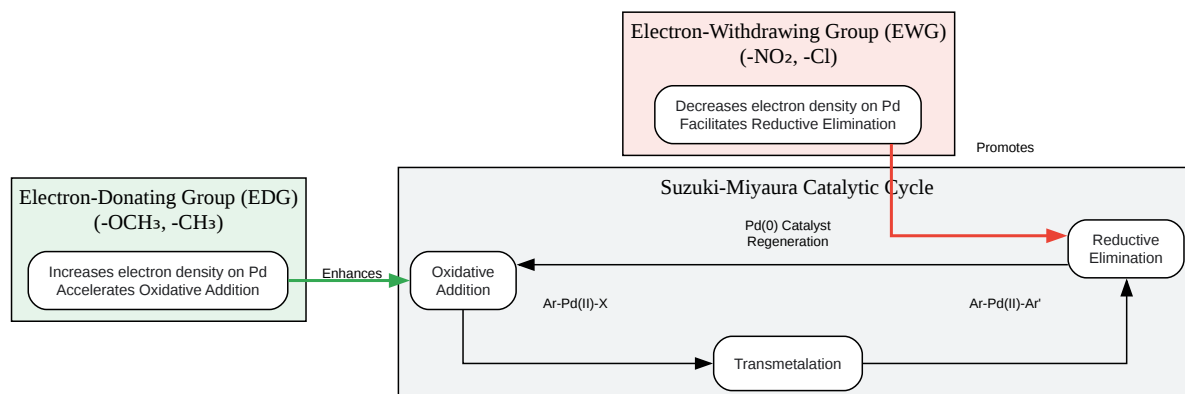 Electron-Withdrawing Group (EWG)
(-NO₂, -Cl)
Decreases electron density on Pd
Facilitates Reductive Elimination
Promotes
Electron-Donating Group (EDG)
(-OCH₃, -CH₃)
Increases electron density on Pd
Accelerates Oxidative Addition
Enhances
Suzuki-Miyaura Catalytic Cycle
Pd(0) Catalyst
Regeneration
Oxidative
Addition
Reductive
Elimination
Ar-Pd(II)-X
Ar-Pd(II)-Ar'
Transmetalation